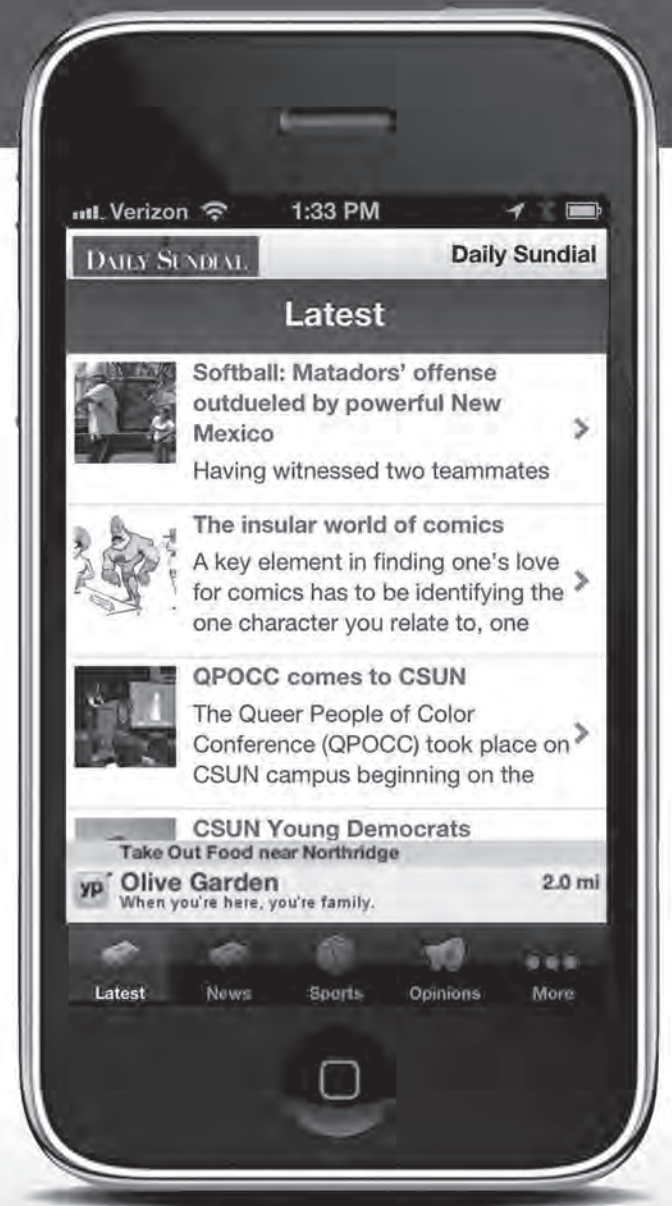 Verizon 1:33 PM
DAILY SUNDIAL Daily Sundial
Latest
Softball: Matadors' offense
outdueled by powerful New
Mexico
Having witnessed two teammates
The insular world of comics
A key element in finding one's love
for comics has to be identifying the
one character you relate to, one
QPOCC comes to CSUN
The Queer People of Color
Conference (QPOCC) took place on
CSUN campus beginning on the
CSUN Young Democrats
Take Out Food near Northridge
yp Olive Garden 2.0 mi
When you're here, you're family.
Latest News Sports Opinions More